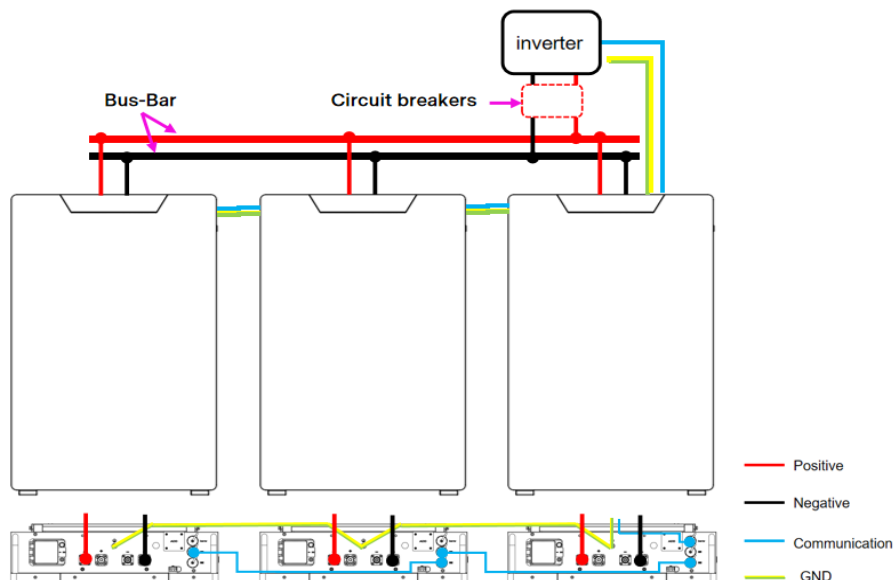 inverter
Bus-Bar
Circuit breakers
Positive
Negative
Communication
GND